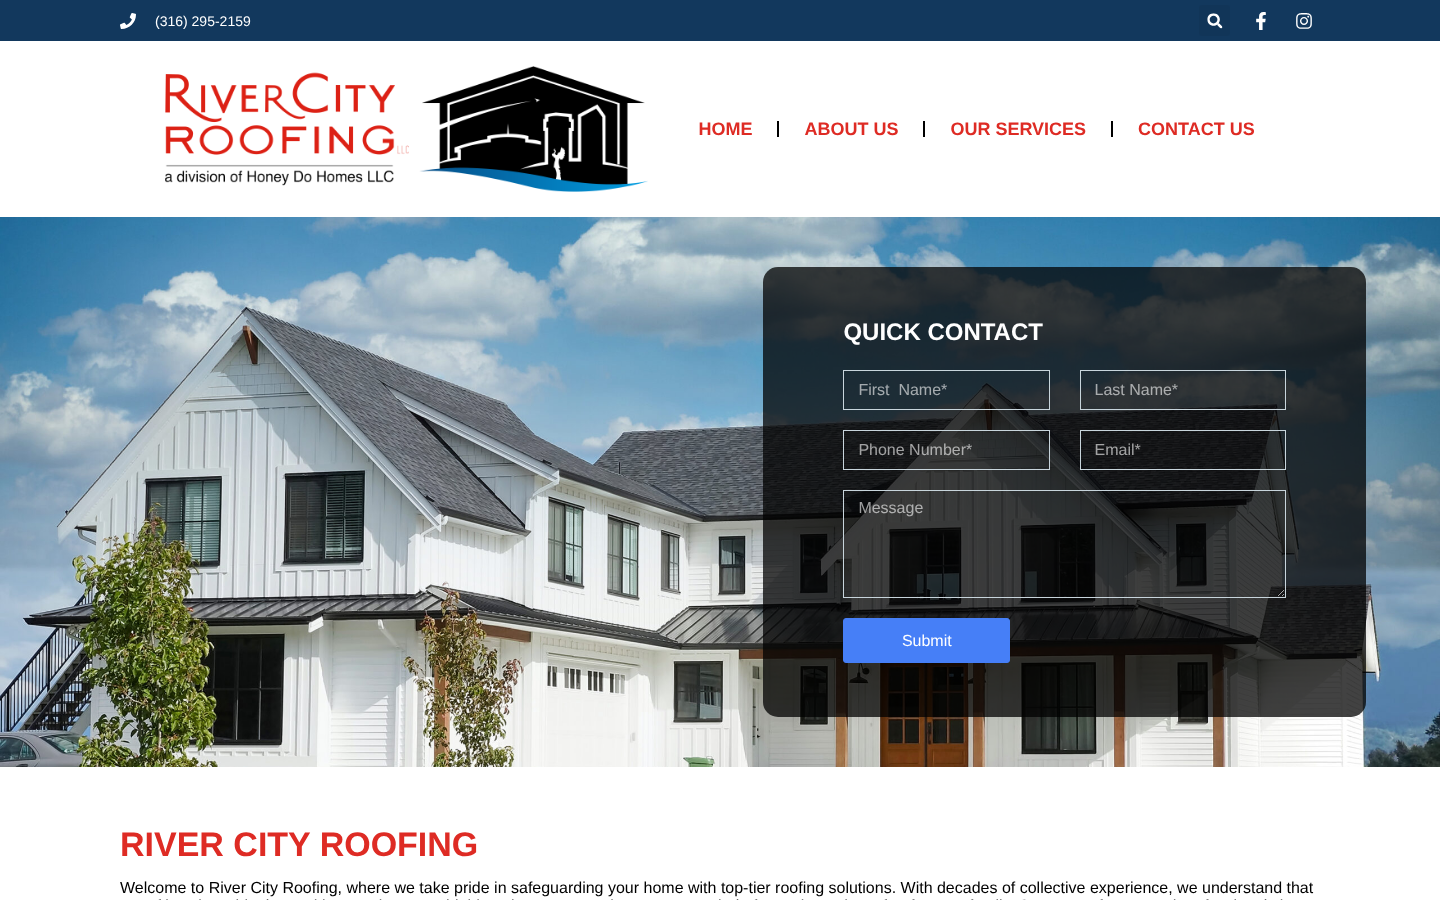 (316) 295-2159
RIVERCITY
ROOFING LLC
a division of Honey Do Homes LLC
HOME
ABOUT US
OUR SERVICES
CONTACT US
QUICK CONTACT
First Name*
Last Name*
Phone Number*
Email*
Message
Submit
RIVER CITY ROOFING
Welcome to River City Roofing, where we take pride in safeguarding your home with top-tier roofing solutions. With decades of collective experience, we understand that